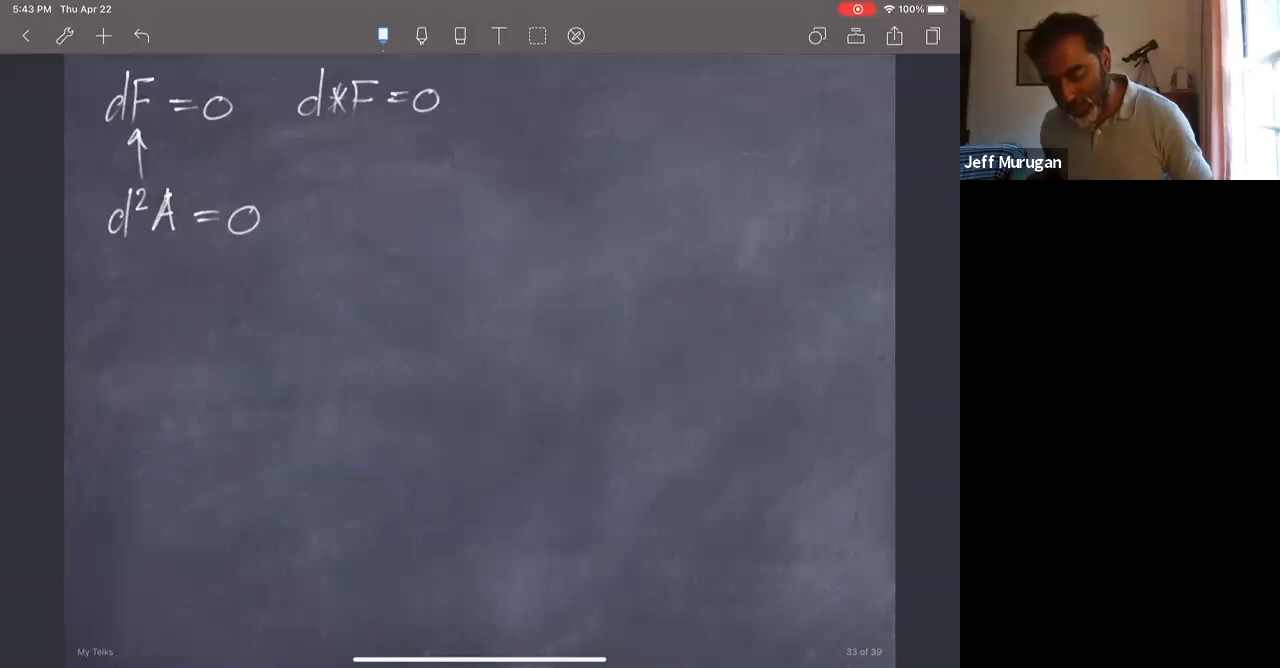 5:43 PM Thu Apr 22
100%
dF = 0 d*F = 0
d²A = 0
Jeff Murugan
My Talks
33 of 39